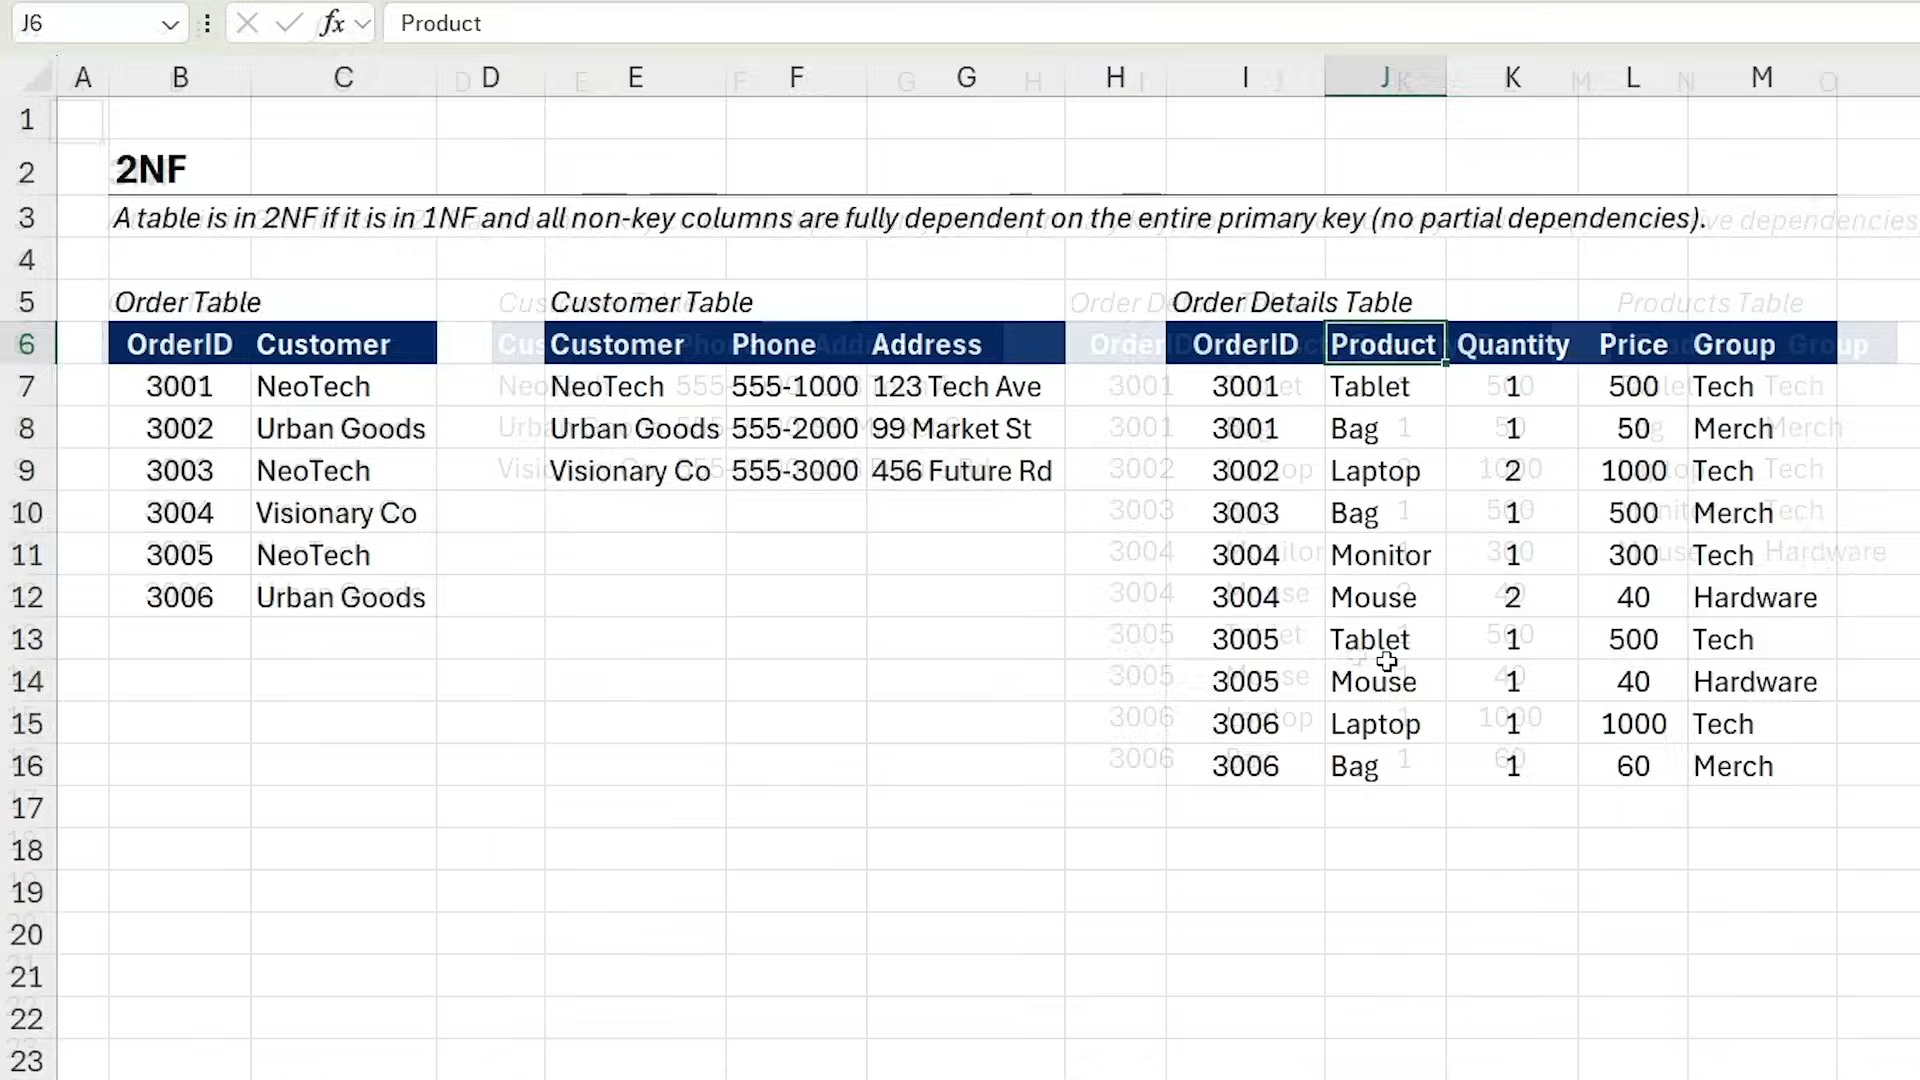 J6 fx Product
A B C D E F G H I J K L M
1
2 2NF
3 A table is in 2NF if it is in 1NF and all non-key columns are fully dependent on the entire primary key (no partial dependencies).
4
5 Order Table Customer Table Order Details Table Products Table
6 OrderID Customer Customer Phone Address OrderID Product Quantity Price Group
7 3001 NeoTech NeoTech 555-1000 123 Tech Ave 3001 Tablet 1 500 Tech
8 3002 Urban Goods Urban Goods 555-2000 99 Market St 3001 Bag 1 50 Merch
9 3003 NeoTech Visionary Co 555-3000 456 Future Rd 3002 Laptop 2 1000 Tech
10 3004 Visionary Co 3003 Bag 1 500 Merch
11 3005 NeoTech 3004 Monitor 1 300 Tech
12 3006 Urban Goods 3004 Mouse 2 40 Hardware
13 3005 Tablet 1 500 Tech
14 3005 Mouse 1 40 Hardware
15 3006 Laptop 1 1000 Tech
16 3006 Bag 1 60 Merch
17
18
19
20
21
22
23